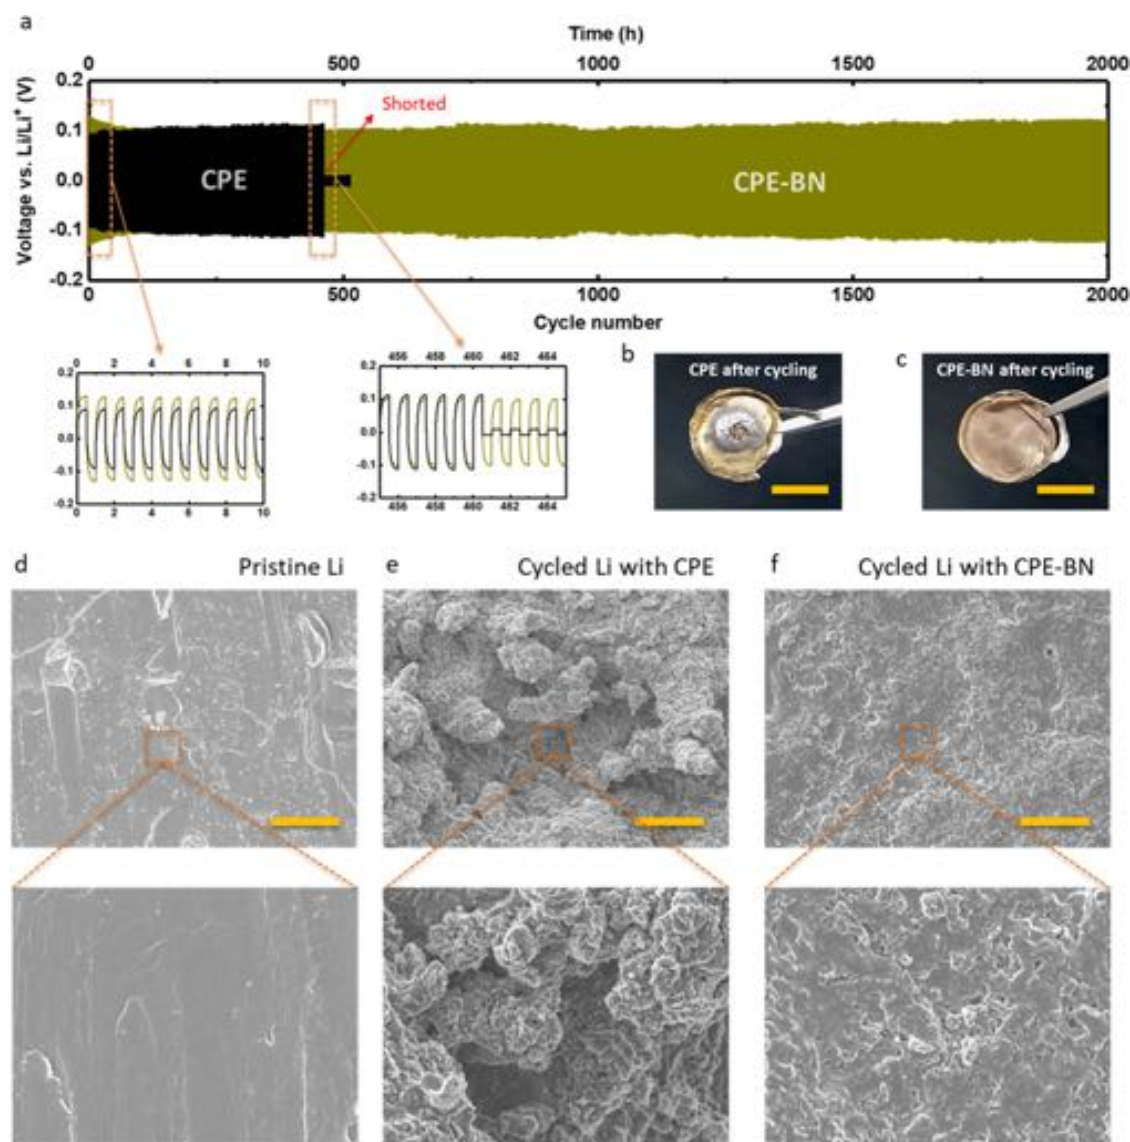 a
Time (h)
0 500 1000 1500 2000
Voltage vs. Li/Li⁺ (V)
0.2
0.1
0.0
-0.1
-0.2
Shorted
CPE
CPE-BN
0 500 1000 1500 2000
Cycle number
0 2 4 6 8 10
0.2
0.1
0.0
-0.1
-0.2
0 2 4 6 8 10
456 458 460 462 464
0.2
0.1
0.0
-0.1
-0.2
456 458 460 462 464
b
CPE after cycling
c
CPE-BN after cycling
d
Pristine Li
e
Cycled Li with CPE
f
Cycled Li with CPE-BN